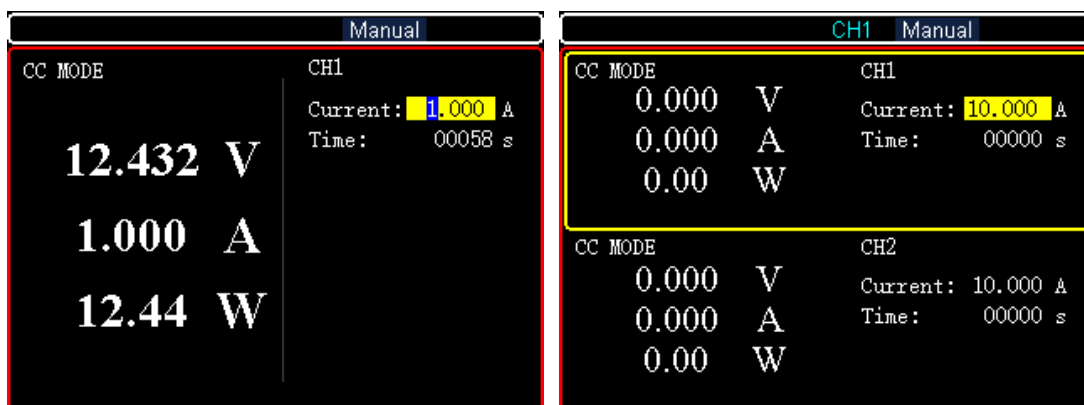 Manual
CC MODE
CH1
Current: 1.000 A
Time: 00058 s
12.432 V
1.000 A
12.44 W
CH1 Manual
CC MODE
0.000 V
0.000 A
0.00 W
CH1
Current: 10.000 A
Time: 00000 s
CC MODE
0.000 V
0.000 A
0.00 W
CH2
Current: 10.000 A
Time: 00000 s